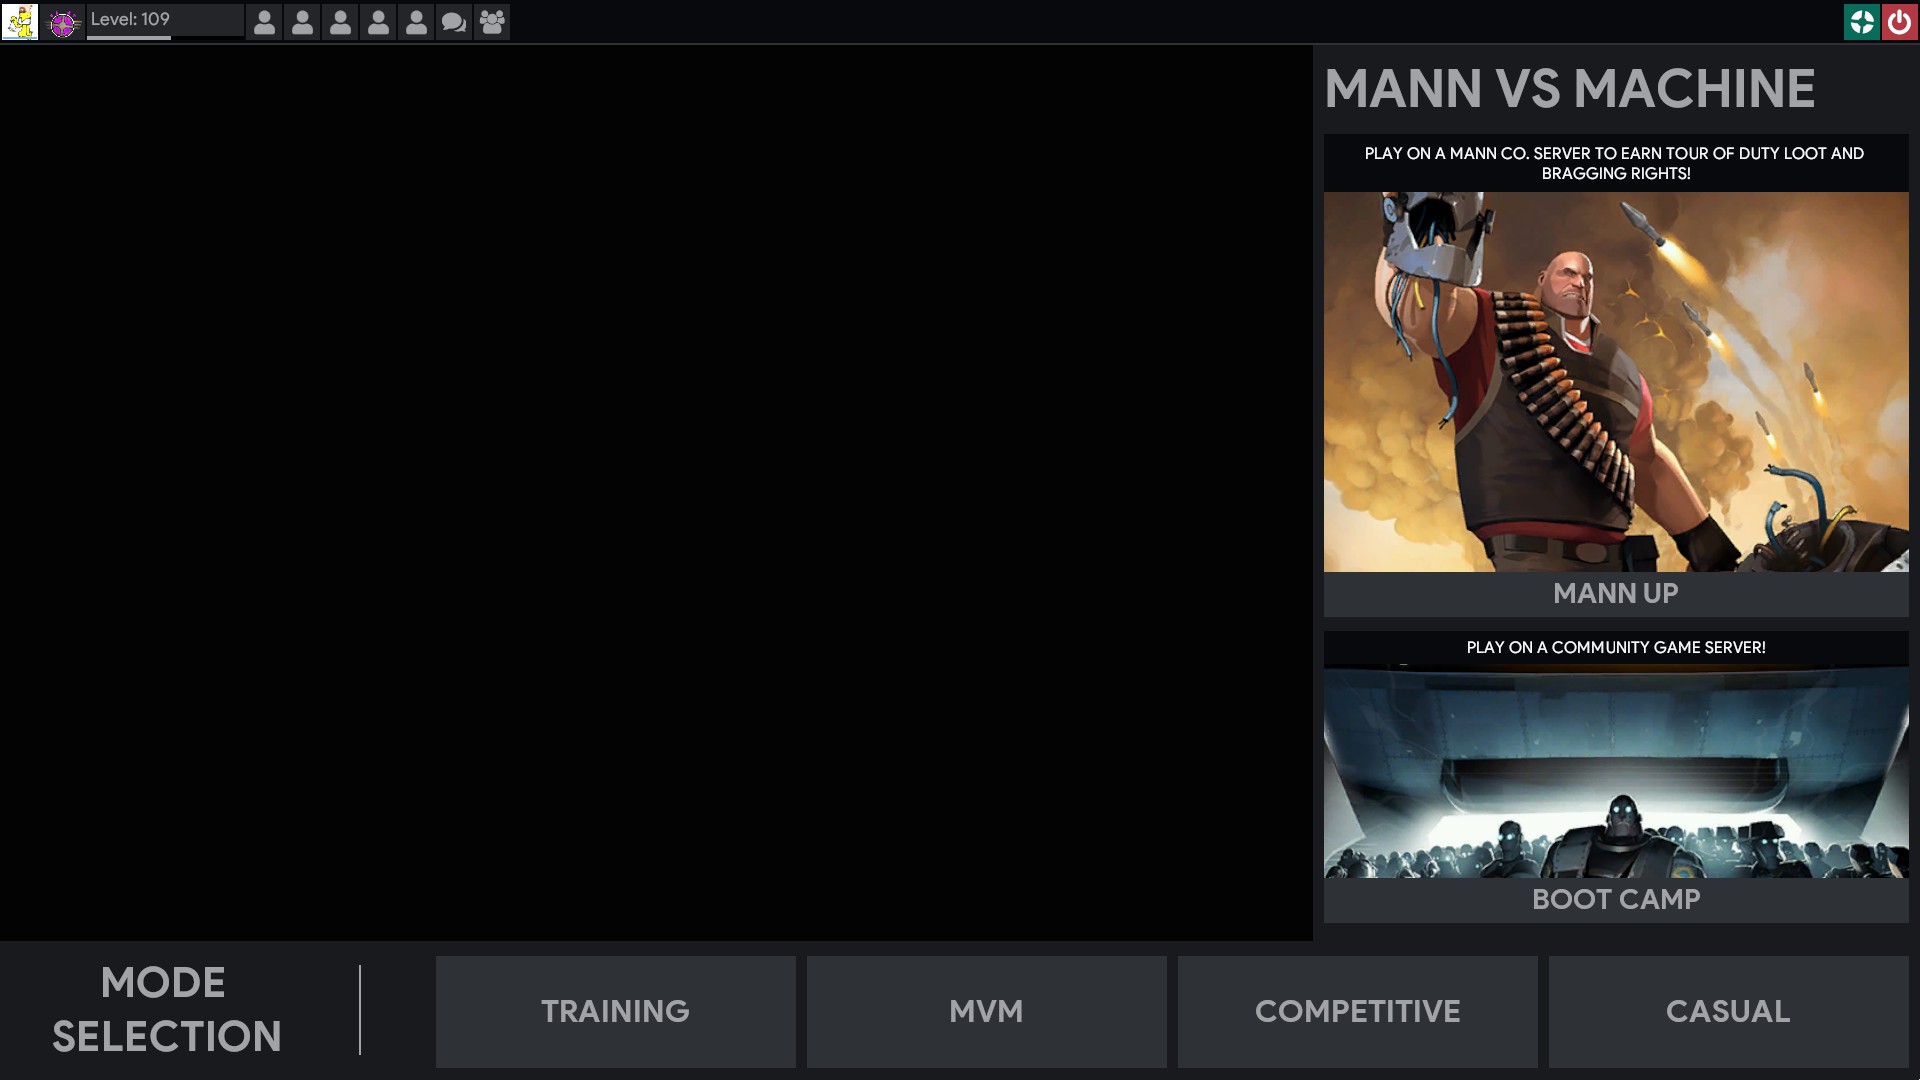 Level: 109
MANN VS MACHINE
PLAY ON A MANN CO. SERVER TO EARN TOUR OF DUTY LOOT AND
BRAGGING RIGHTS!
MANN UP
PLAY ON A COMMUNITY GAME SERVER!
BOOT CAMP
MODE
SELECTION
TRAINING
MVM
COMPETITIVE
CASUAL